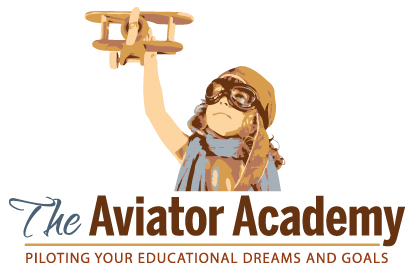 The Aviator Academy
PILOTING YOUR EDUCATIONAL DREAMS AND GOALS